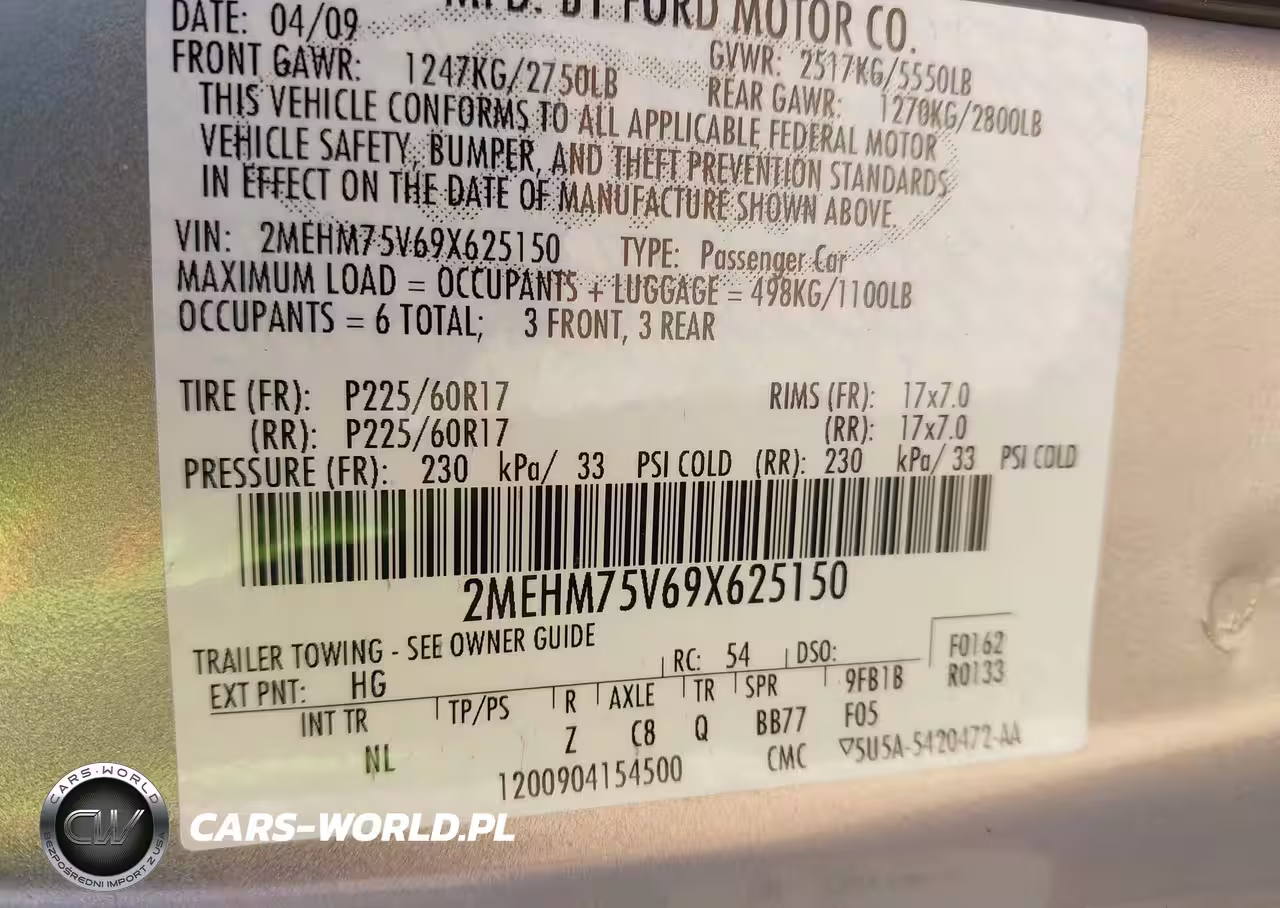 MFD. BY FORD MOTOR CO.
DATE: 04/09
GVWR: 2517KG/5550LB
FRONT GAWR: 1247KG/2750LB
REAR GAWR: 1270KG/2800LB
THIS VEHICLE CONFORMS TO ALL APPLICABLE FEDERAL MOTOR
VEHICLE SAFETY, BUMPER, AND THEFT PREVENTION STANDARDS
IN EFFECT ON THE DATE OF MANUFACTURE SHOWN ABOVE.
VIN: 2MEHM75V69X625150 TYPE: Passenger Car
MAXIMUM LOAD = OCCUPANTS + LUGGAGE = 498KG/1100LB
OCCUPANTS = 6 TOTAL; 3 FRONT, 3 REAR
TIRE (FR): P225/60R17 RIMS (FR): 17x7.0
(RR): P225/60R17 (RR): 17x7.0
PRESSURE (FR): 230 kPa/ 33 PSI COLD (RR): 230 kPa/ 33 PSI COLD
2MEHM75V69X625150
TRAILER TOWING - SEE OWNER GUIDE
EXT PNT: HG RC: 54 DSO: F0162
R0133
INT TR TP/PS R AXLE TR SPR 9FB1B
NL Z C8 Q BB77 F05
1200904154500 CMC ▽5U5A-5420472-AA
CARS-WORLD
CW
BEZPOŚREDNI IMPORT Z USA
CARS-WORLD.PL